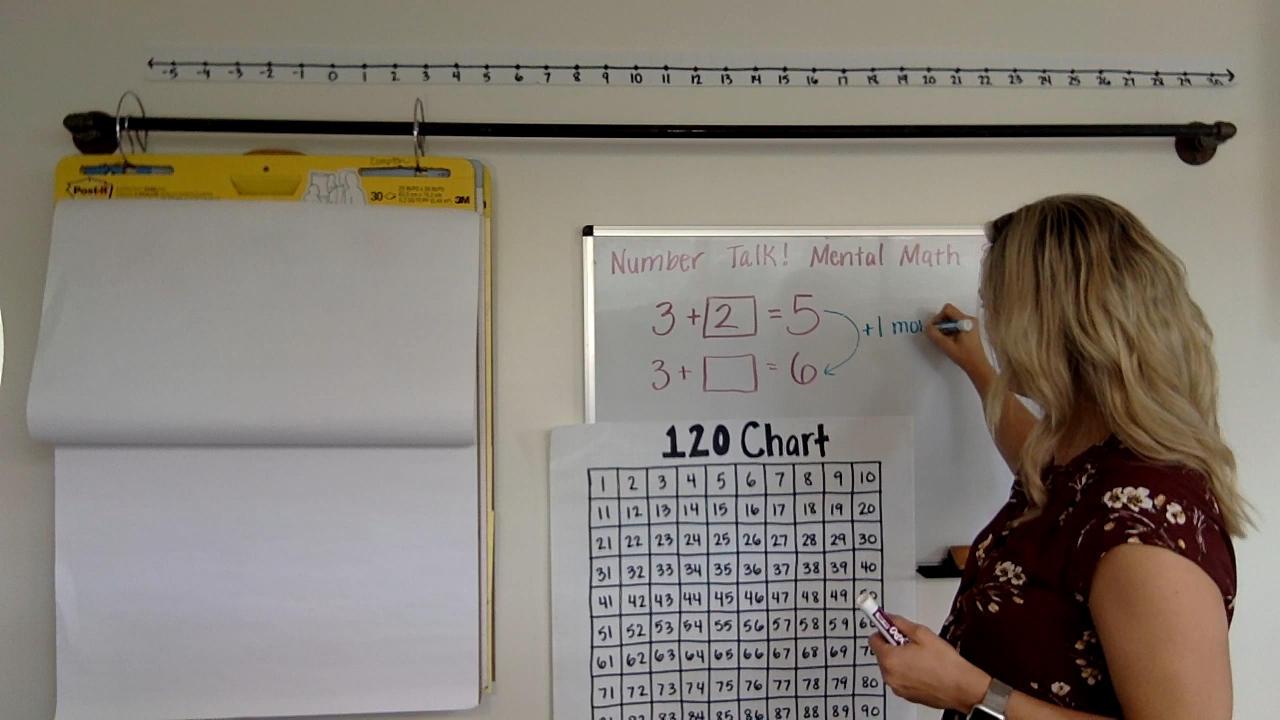 -5 -4 -3 -2 -1 0 1 2 3 4 5 6 7 8 9 10 11 12 13 14 15 16 17 18 19 20 21 22 23 24 25 26 27 28 29 30
Post-it
30
3M
Number Talk! Mental Math
3 + 2 = 5
+1 mor
3 + = 6
120 Chart
1 2 3 4 5 6 7 8 9 10
11 12 13 14 15 16 17 18 19 20
21 22 23 24 25 26 27 28 29 30
31 32 33 34 35 36 37 38 39 40
41 42 43 44 45 46 47 48 49
51 52 53 54 55 56 57 58 59
61 62 63 64 65 66 67 68 69
71 72 73 74 75 76 77 78 79 80
83 84 85 86 87 88 89 90